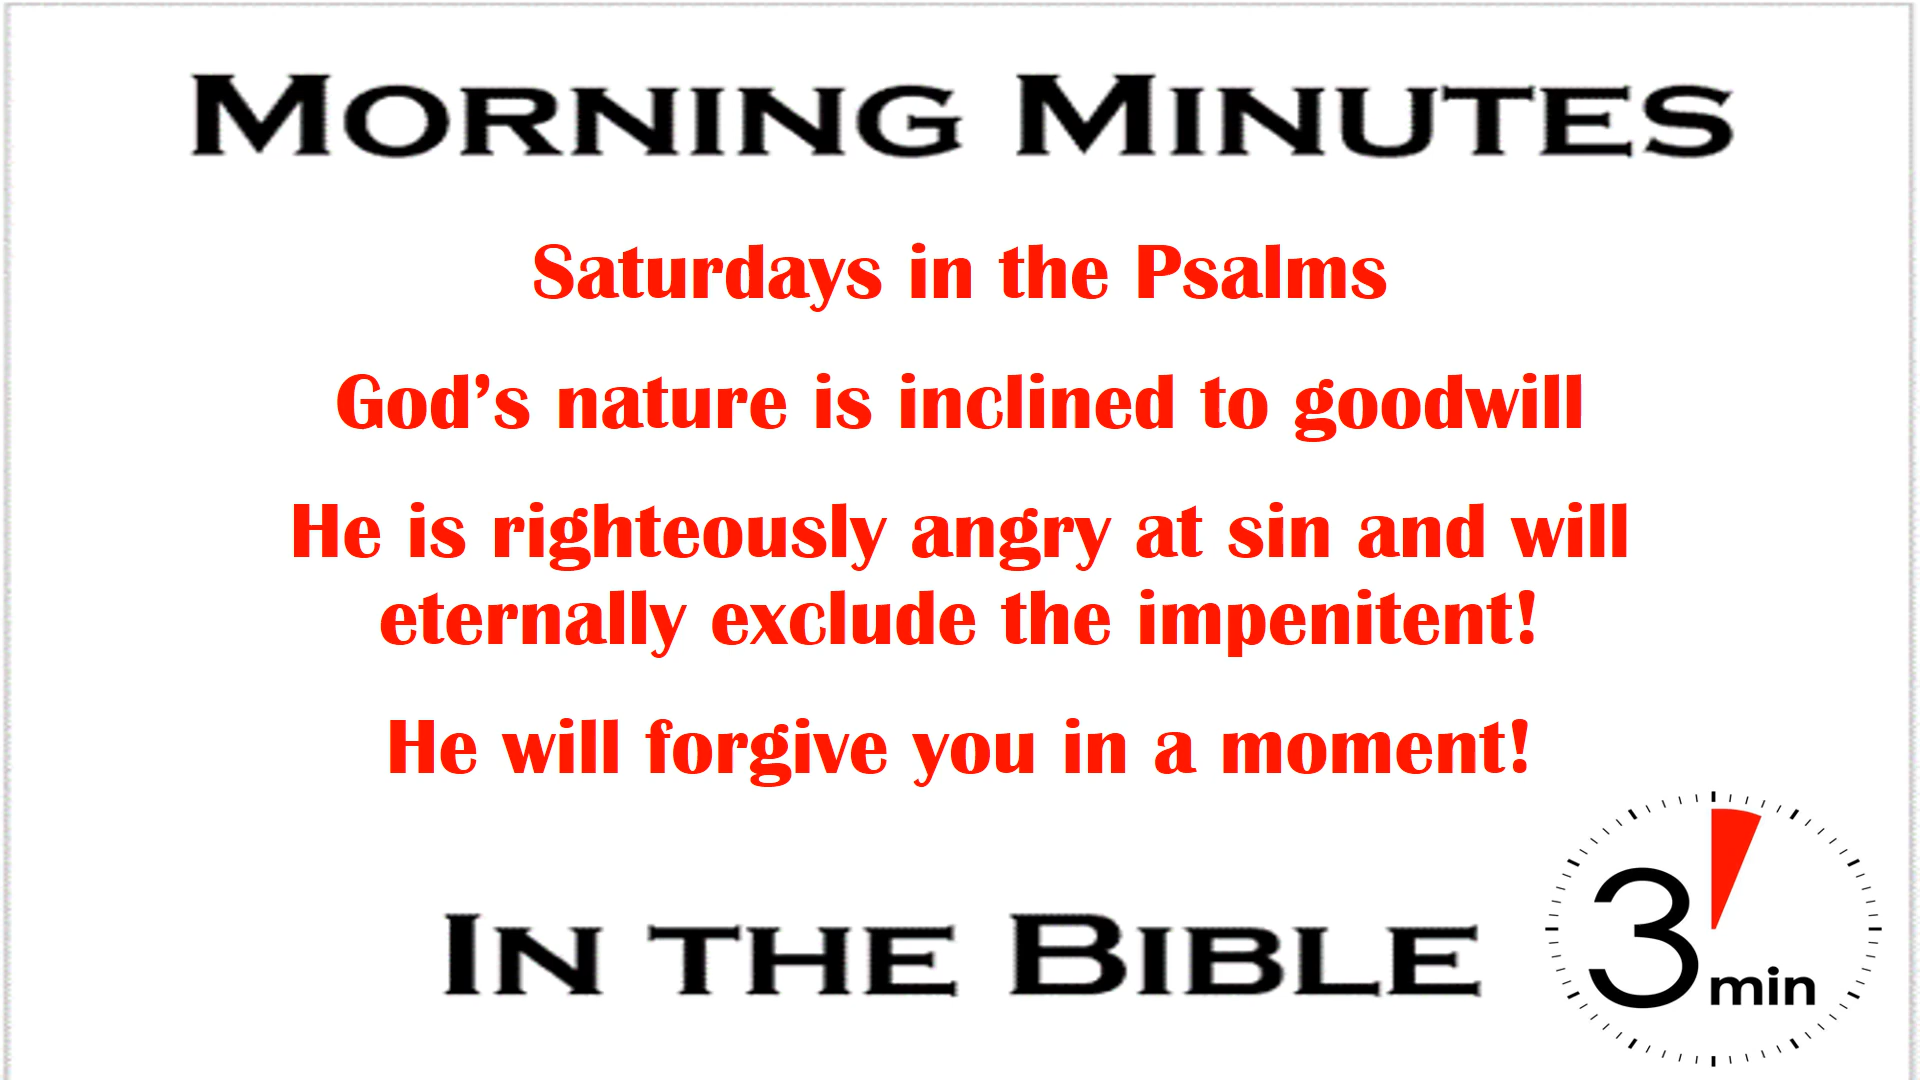 MORNING MINUTES
Saturdays in the Psalms
God’s nature is inclined to goodwill
He is righteously angry at sin and will
eternally exclude the impenitent!
He will forgive you in a moment!
IN THE BIBLE
3 min